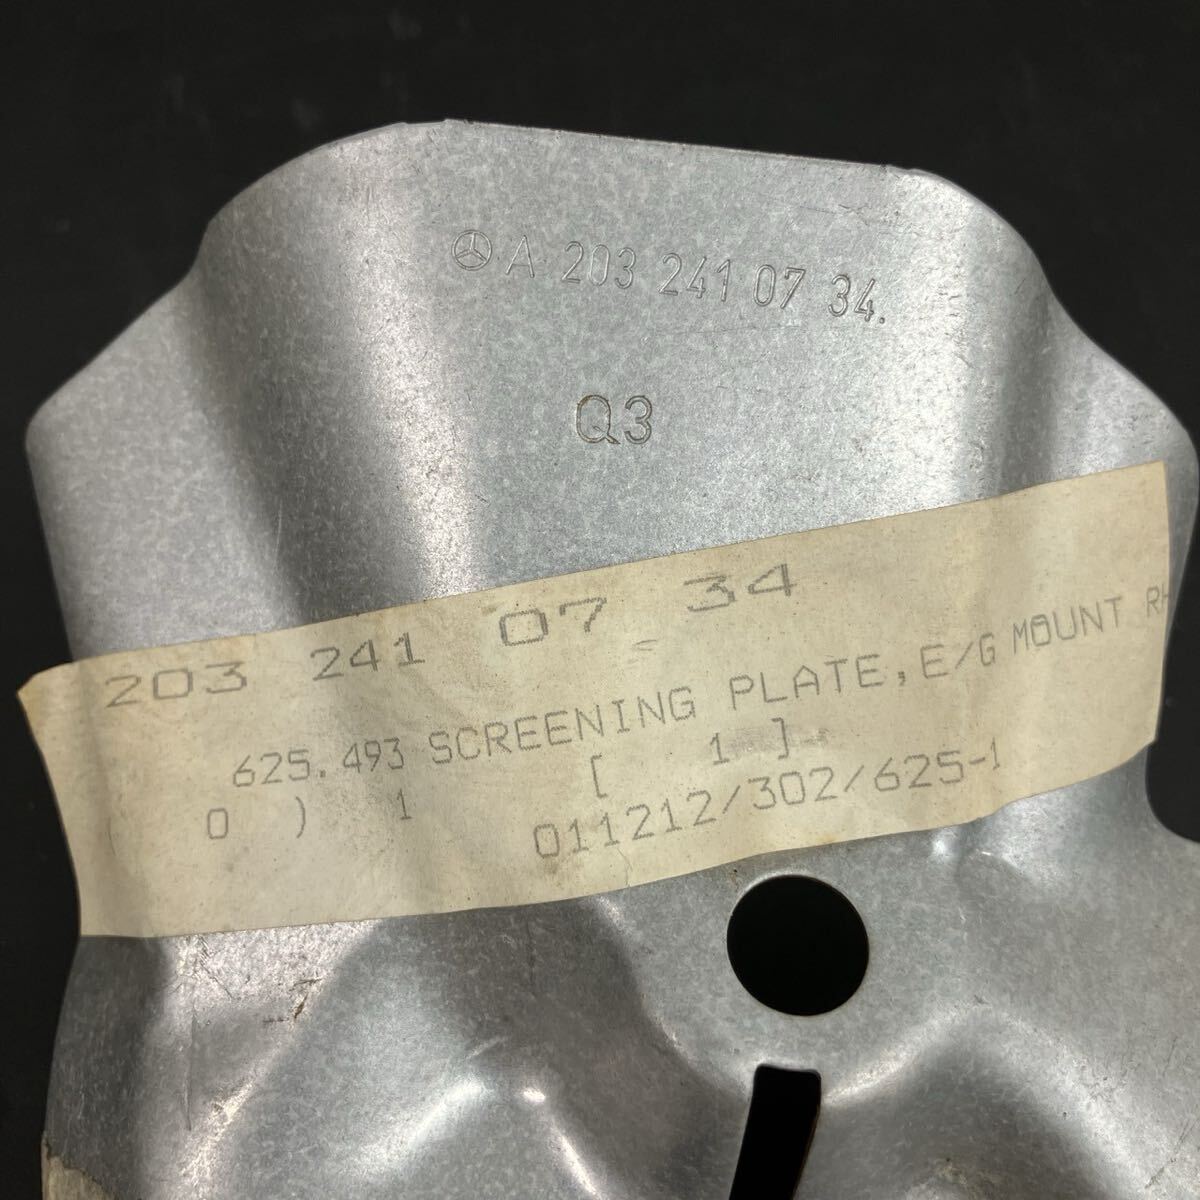 A 203 241 07 34.
Q3
203 241 07 34
625.493 SCREENING PLATE, E/G MOUNT RH
0 ) 1 [ 1 ]
011212/302/625-1